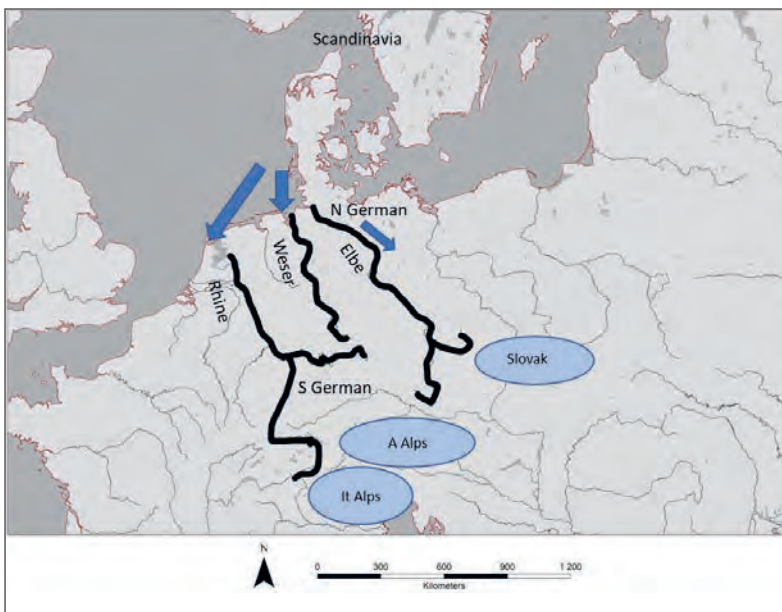 Scandinavia
N German
Weser
Elbe
Rhine
Slovak
S German
A Alps
It Alps
N
0 300 600 900 1 200
Kilometers